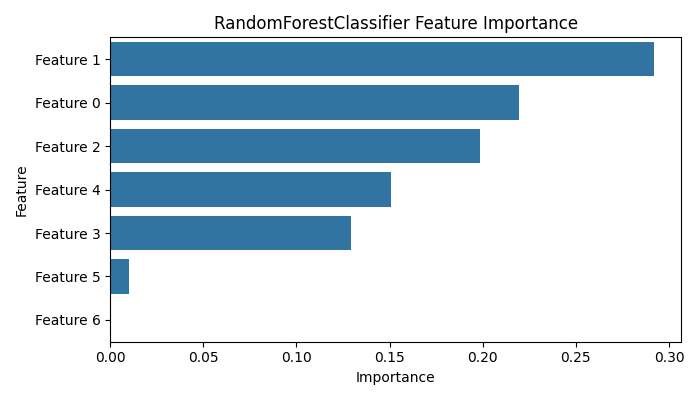 RandomForestClassifier Feature Importance
Feature 1
Feature 0
Feature 2
Feature 4
Feature 3
Feature 5
Feature 6
Feature
0.00 0.05 0.10 0.15 0.20 0.25 0.30
Importance